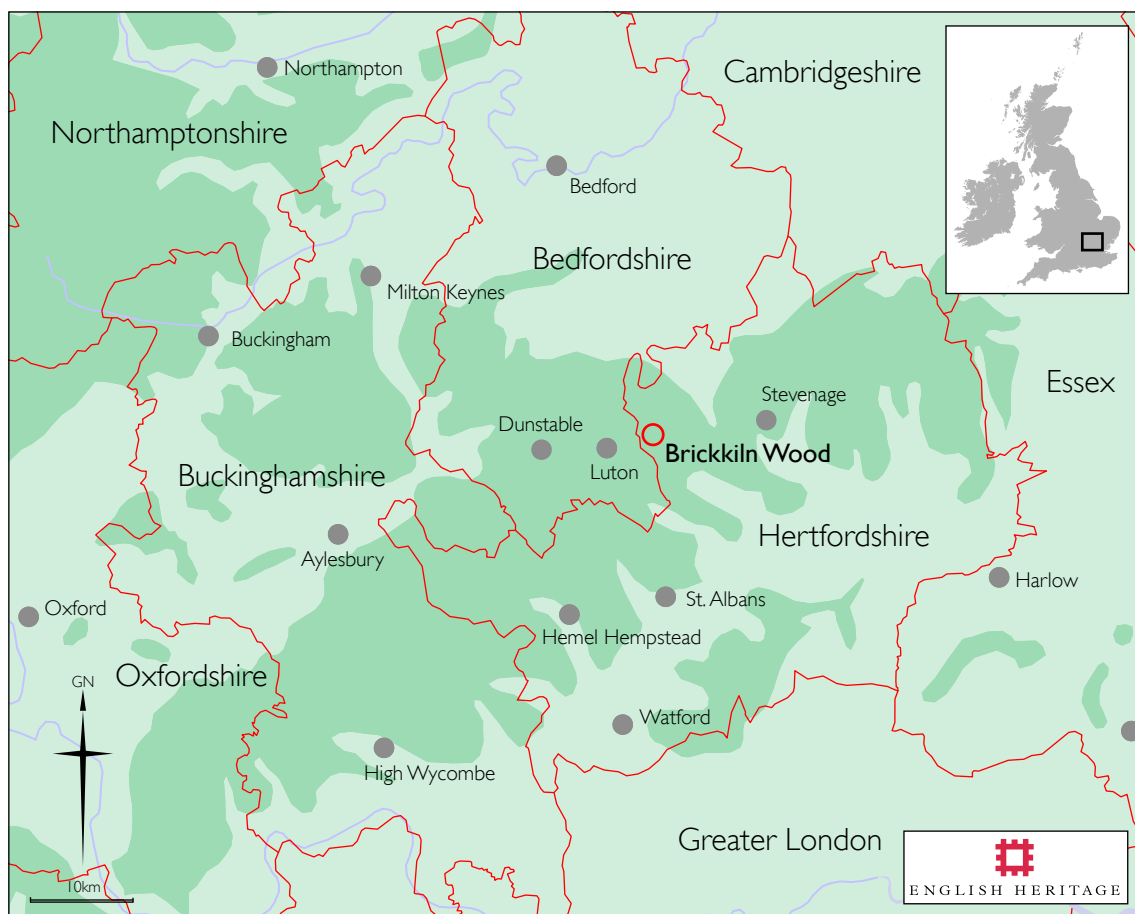 Northampton
Cambridgeshire
Northamptonshire
Bedford
Bedfordshire
Milton Keynes
Buckingham
Essex
Stevenage
Dunstable
Brickkiln Wood
Luton
Buckinghamshire
Hertfordshire
Aylesbury
Harlow
St. Albans
Oxford
Hemel Hempstead
Oxfordshire
GN
Watford
High Wycombe
Greater London
10km
ENGLISH HERITAGE